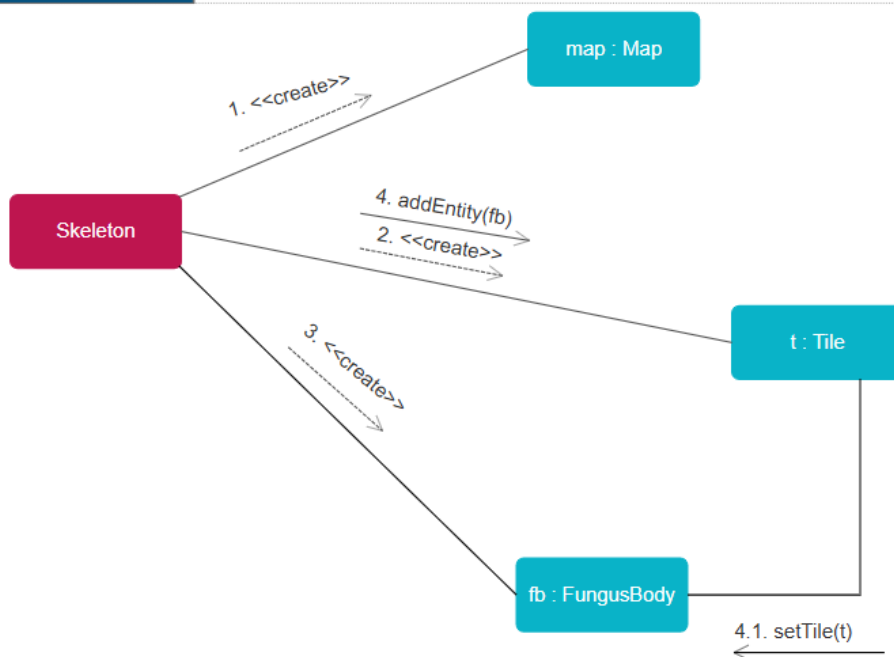 map : Map
1. <<create>>
Skeleton
4. addEntity(fb)
2. <<create>>
t : Tile
3. <<create>>
fb : FungusBody
4.1. setTile(t)